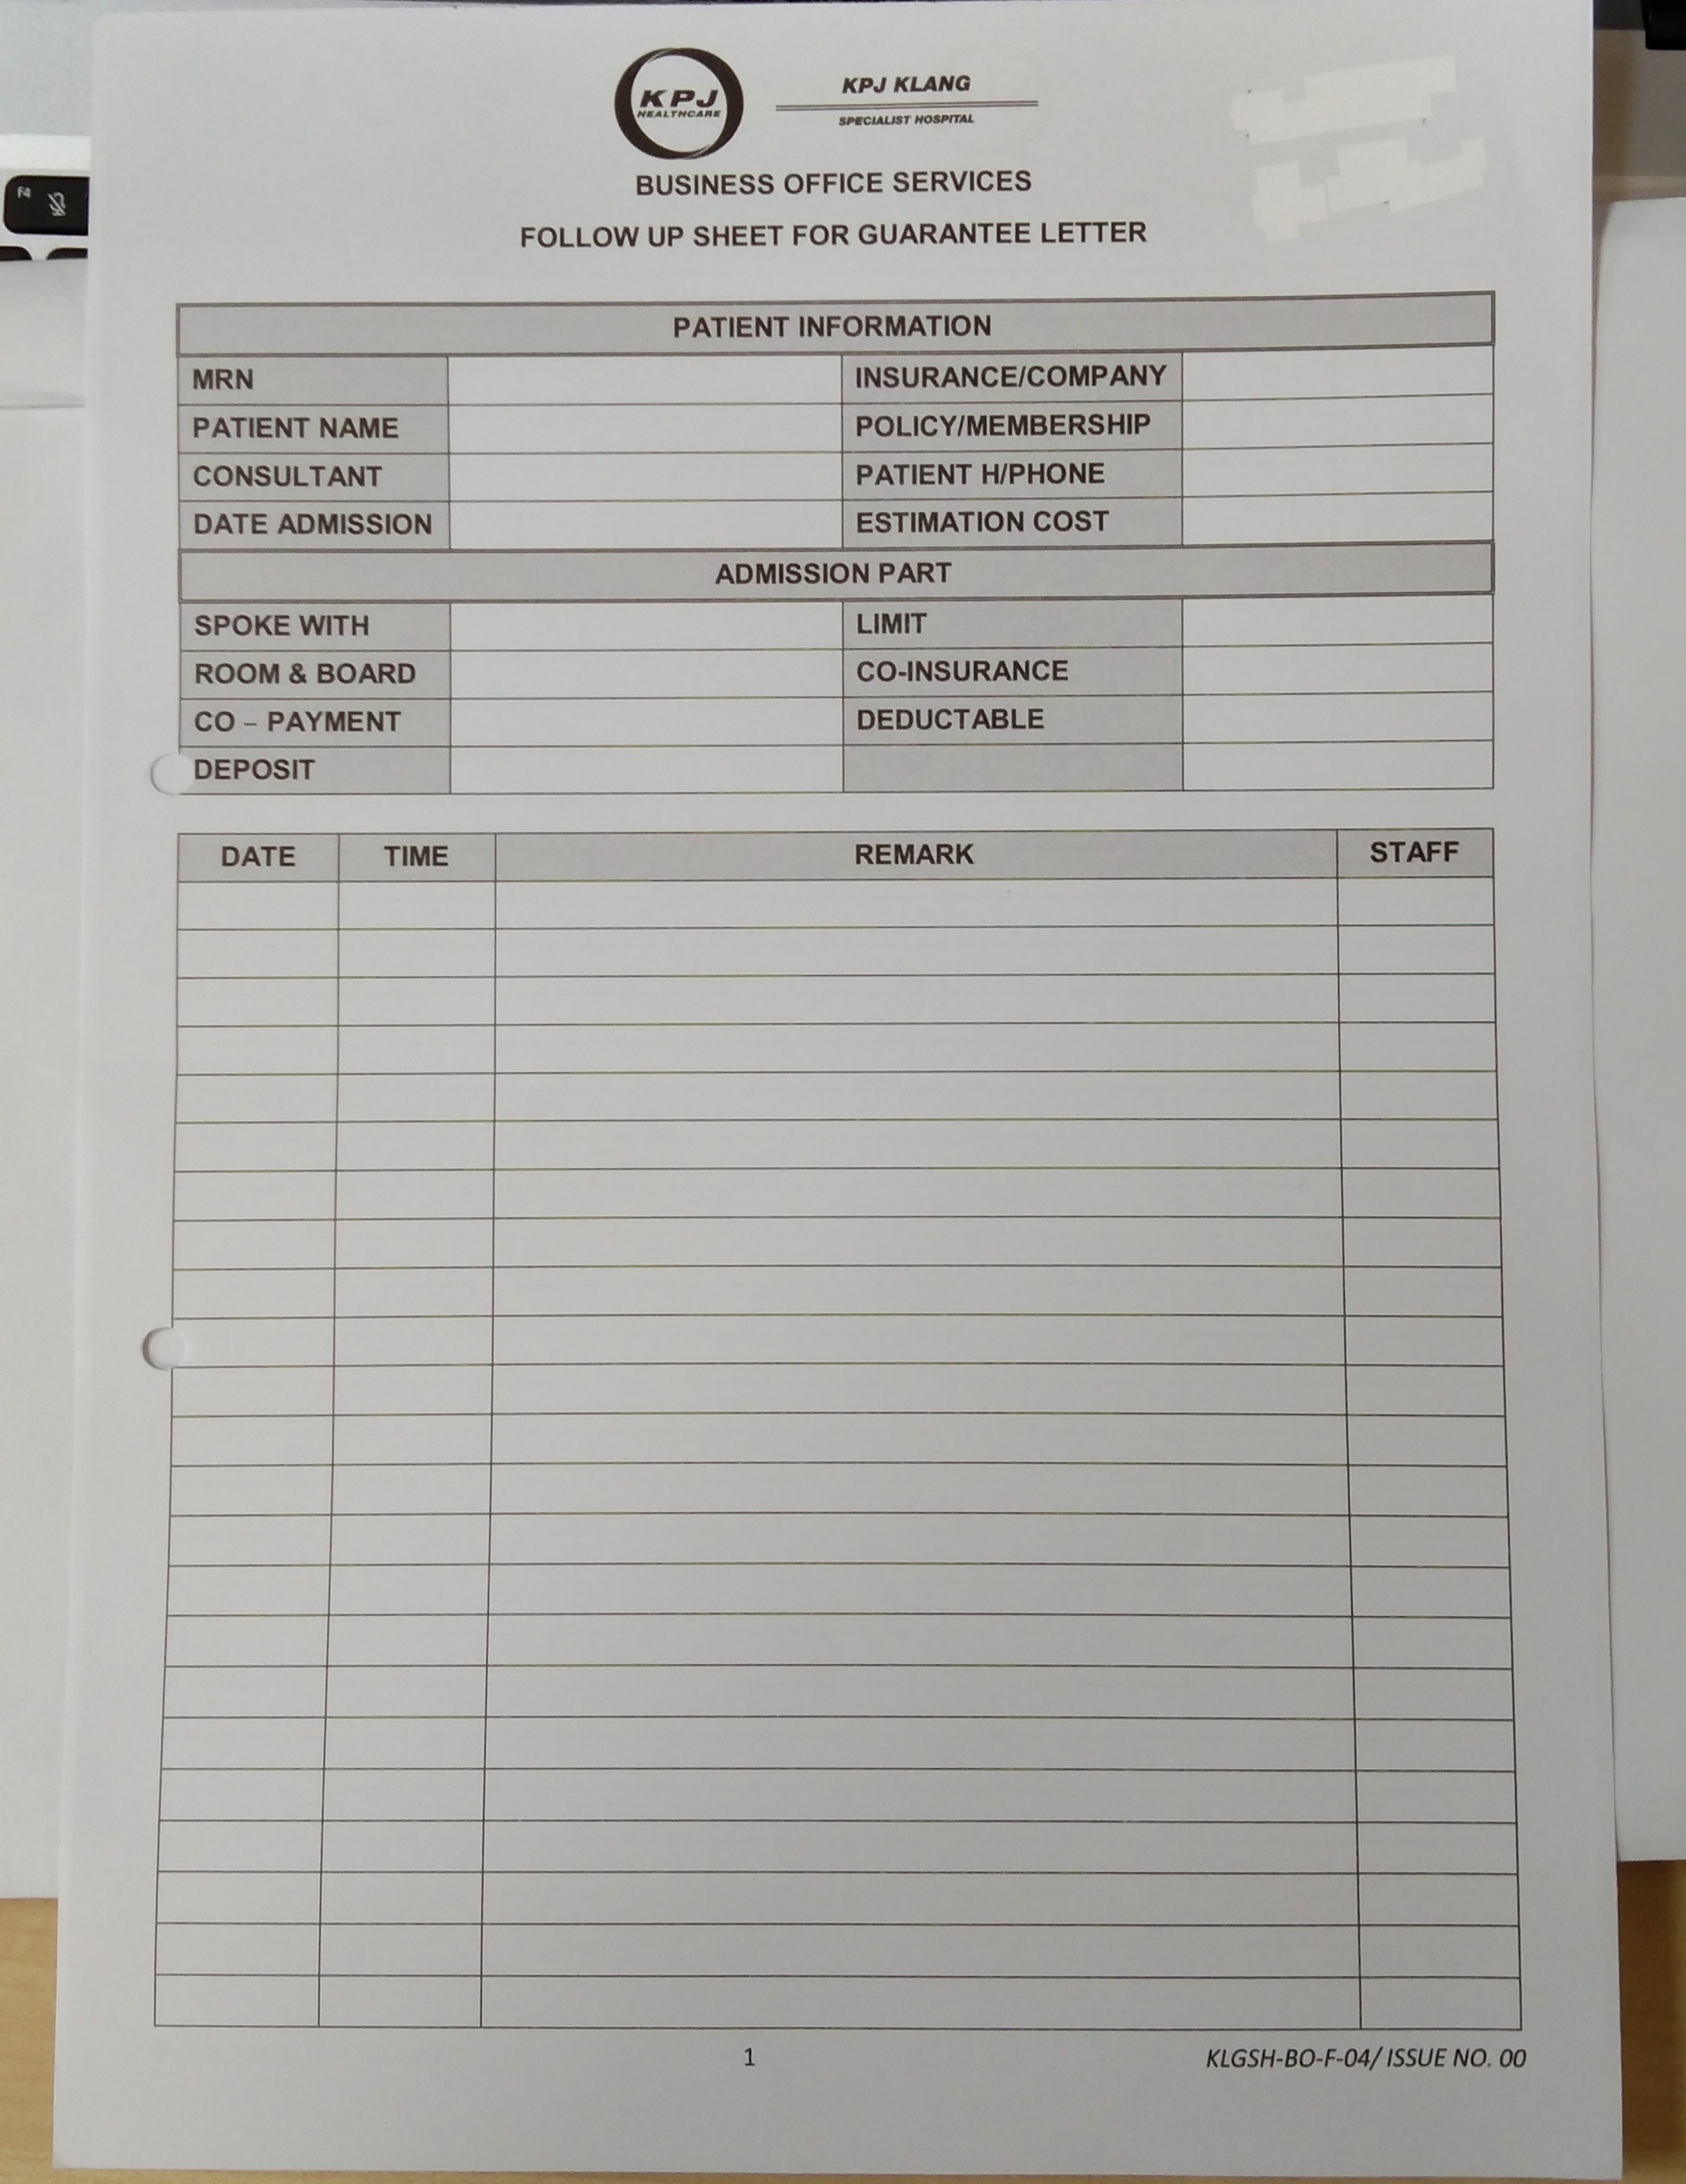 KPJ
HEALTHCARE
KPJ KLANG
SPECIALIST HOSPITAL
BUSINESS OFFICE SERVICES
FOLLOW UP SHEET FOR GUARANTEE LETTER
PATIENT INFORMATION
MRN INSURANCE/COMPANY
PATIENT NAME POLICY/MEMBERSHIP
CONSULTANT PATIENT H/PHONE
DATE ADMISSION ESTIMATION COST
ADMISSION PART
SPOKE WITH LIMIT
ROOM & BOARD CO-INSURANCE
CO – PAYMENT DEDUCTABLE
DEPOSIT
DATE TIME REMARK STAFF
1 KLGSH-BO-F-04/ ISSUE NO. 00
F4